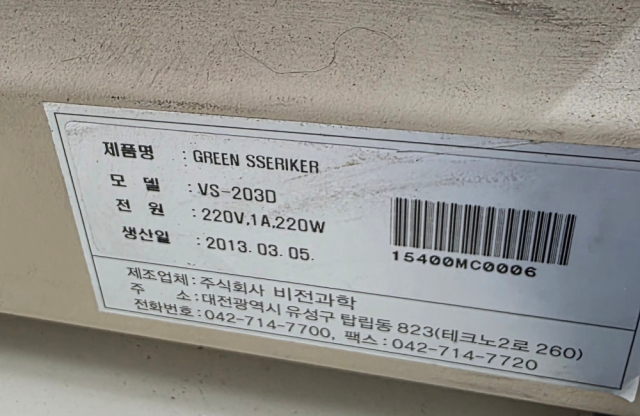 제품명 : GREEN SSERIKER
모 델 : VS-203D
전 원 : 220V,1A,220W
생산일 : 2013. 03. 05.
15400MC0006
제조업체 : 주식회사 비전과학
주 소 : 대전광역시 유성구 탑립동 823(테크노2로 260)
전화번호 : 042-714-7700, 팩스 : 042-714-7720